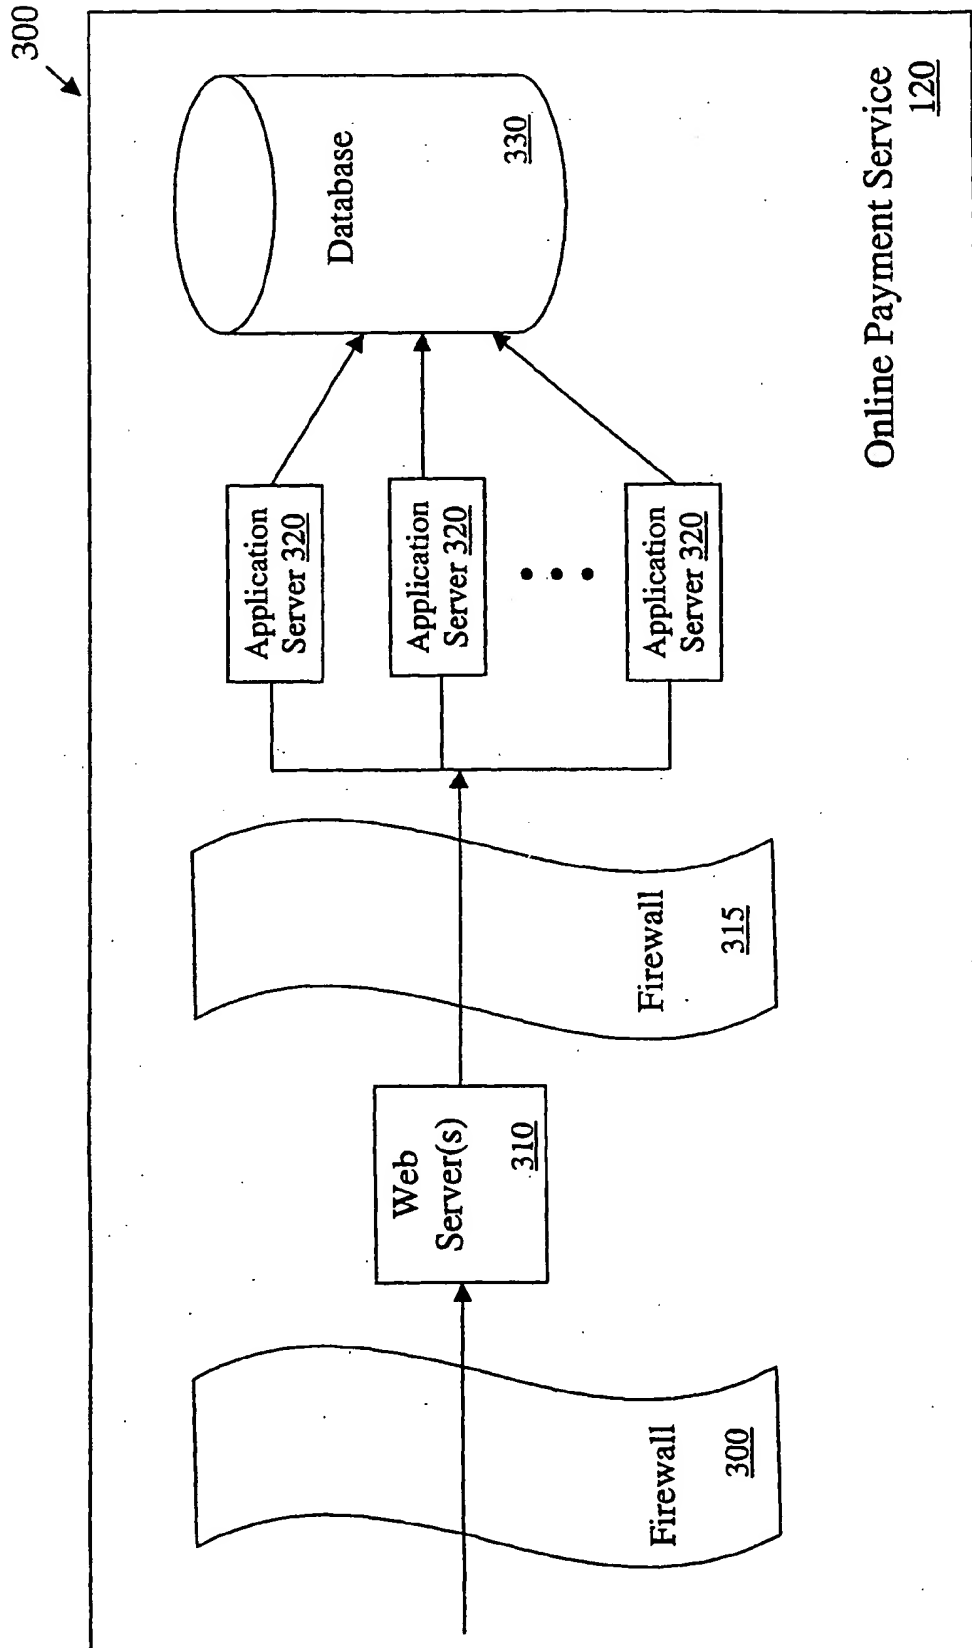 300
Firewall
300
Web
Server(s)
310
Firewall
315
Application
Server 320
Application
Server 320
Application
Server 320
Database
330
Online Payment Service
120